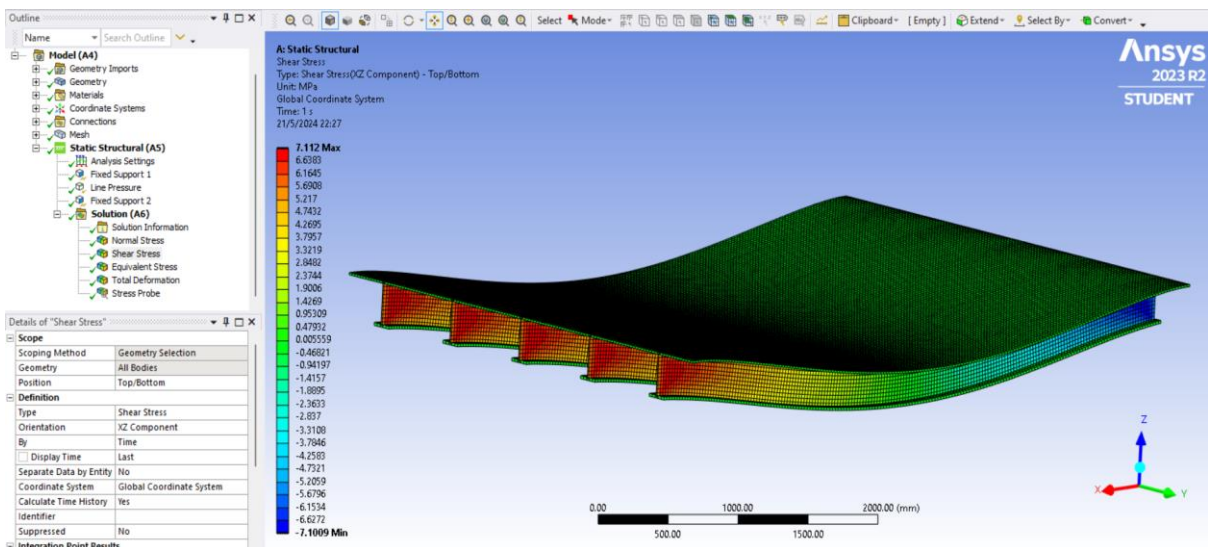 Outline
Name
Search Outline
Model (A4)
Geometry Imports
Geometry
Materials
Coordinate Systems
Connections
Mesh
Static Structural (A5)
Analysis Settings
Fixed Support 1
Line Pressure
Fixed Support 2
Solution (A6)
Solution Information
Normal Stress
Shear Stress
Equivalent Stress
Total Deformation
Stress Probe
Details of "Shear Stress"
Scope
Scoping Method Geometry Selection
Geometry All Bodies
Position Top/Bottom
Definition
Type Shear Stress
Orientation XZ Component
By Time
Display Time Last
Separate Data by Entity No
Coordinate System Global Coordinate System
Calculate Time History Yes
Identifier
Suppressed No
Integration Point Results
Select Mode Clipboard [Empty] Extend Select By Convert
A: Static Structural
Shear Stress
Type: Shear Stress(XZ Component) - Top/Bottom
Unit: MPa
Global Coordinate System
Time: 1 s
21/5/2024 22:27
7.112 Max
6.6383
6.1645
5.6908
5.217
4.7432
4.2695
3.7957
3.3219
2.8482
2.3744
1.9006
1.4269
0.95309
0.47932
0.005559
-0.46821
-0.94197
-1.4157
-1.8895
-2.3633
-2.837
-3.3108
-3.7846
-4.2583
-4.7321
-5.2059
-5.6796
-6.1534
-6.6272
-7.1009 Min
Ansys
2023 R2
STUDENT
Z
X
Y
0.00 1000.00 2000.00 (mm)
500.00 1500.00